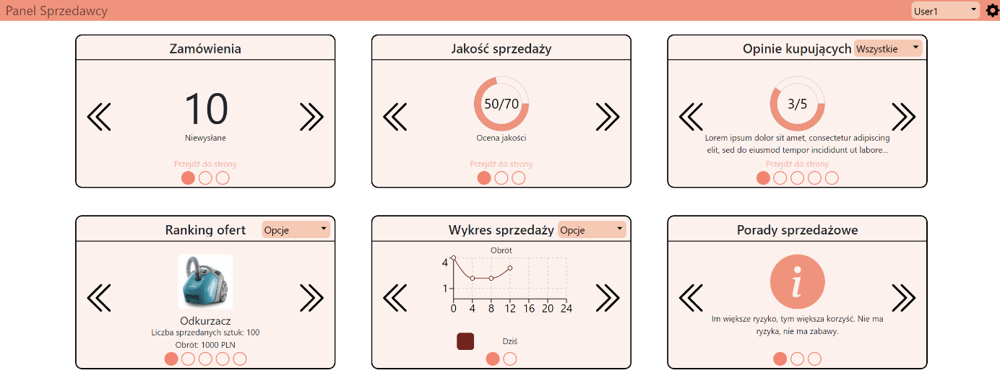 Panel Sprzedawcy
User1
Zamówienia
10
Niewysłane
Przejdź do strony
Jakość sprzedaży
50/70
Ocena jakości
Przejdź do strony
Opinie kupujących
Wszystkie
3/5
Lorem ipsum dolor sit amet, consectetur adipiscing
elit, sed do eiusmod tempor incididunt ut labore...
Przejdź do strony
Ranking ofert
Opcje
Odkurzacz
Liczba sprzedanych sztuk: 100
Obrót: 1000 PLN
Wykres sprzedaży
Opcje
Obrót
4
1
0 4 8 12 16 20 24
Dziś
Porady sprzedażowe
i
Im większe ryzyko, tym większa korzyść. Nie ma
ryzyka, nie ma zabawy.